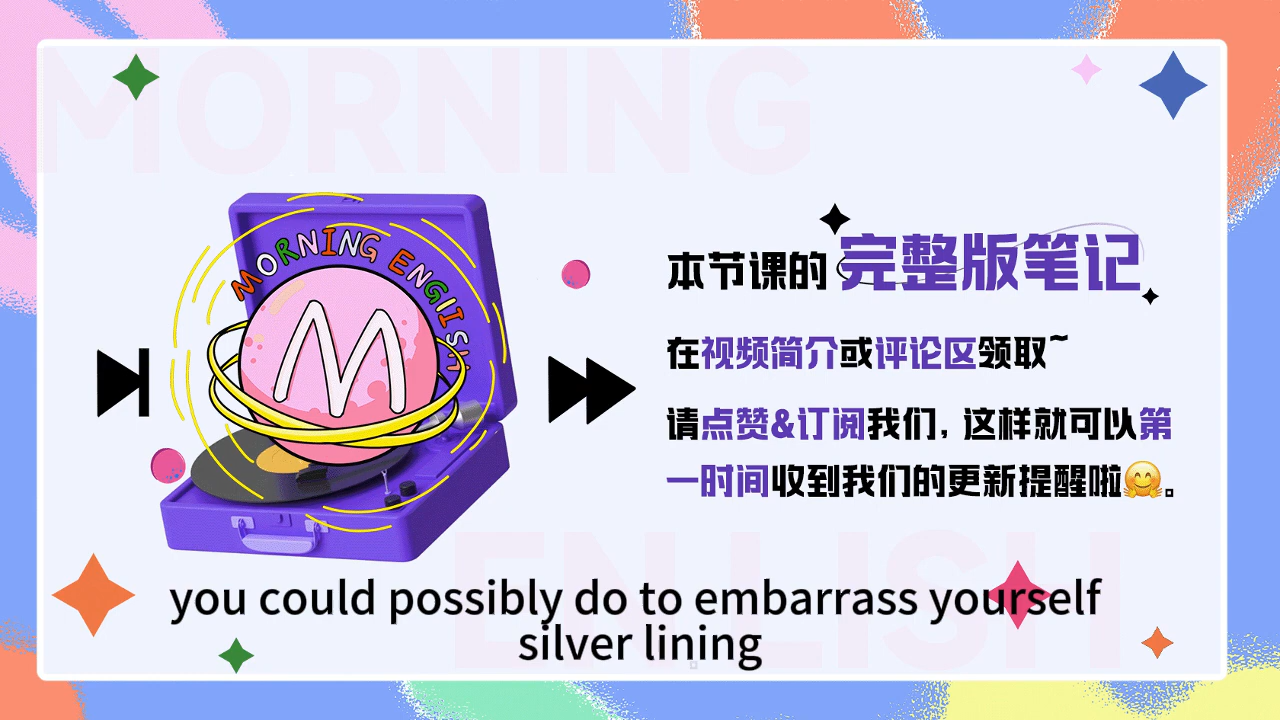 MORNING
MORNING ENGlISH
M
本节课的 完整版笔记
在视频简介或评论区领取~
请点赞&订阅我们, 这样就可以第
一时间收到我们的更新提醒啦🤗。
EN LISH
you could possibly do to embarrass yourself
silver lining